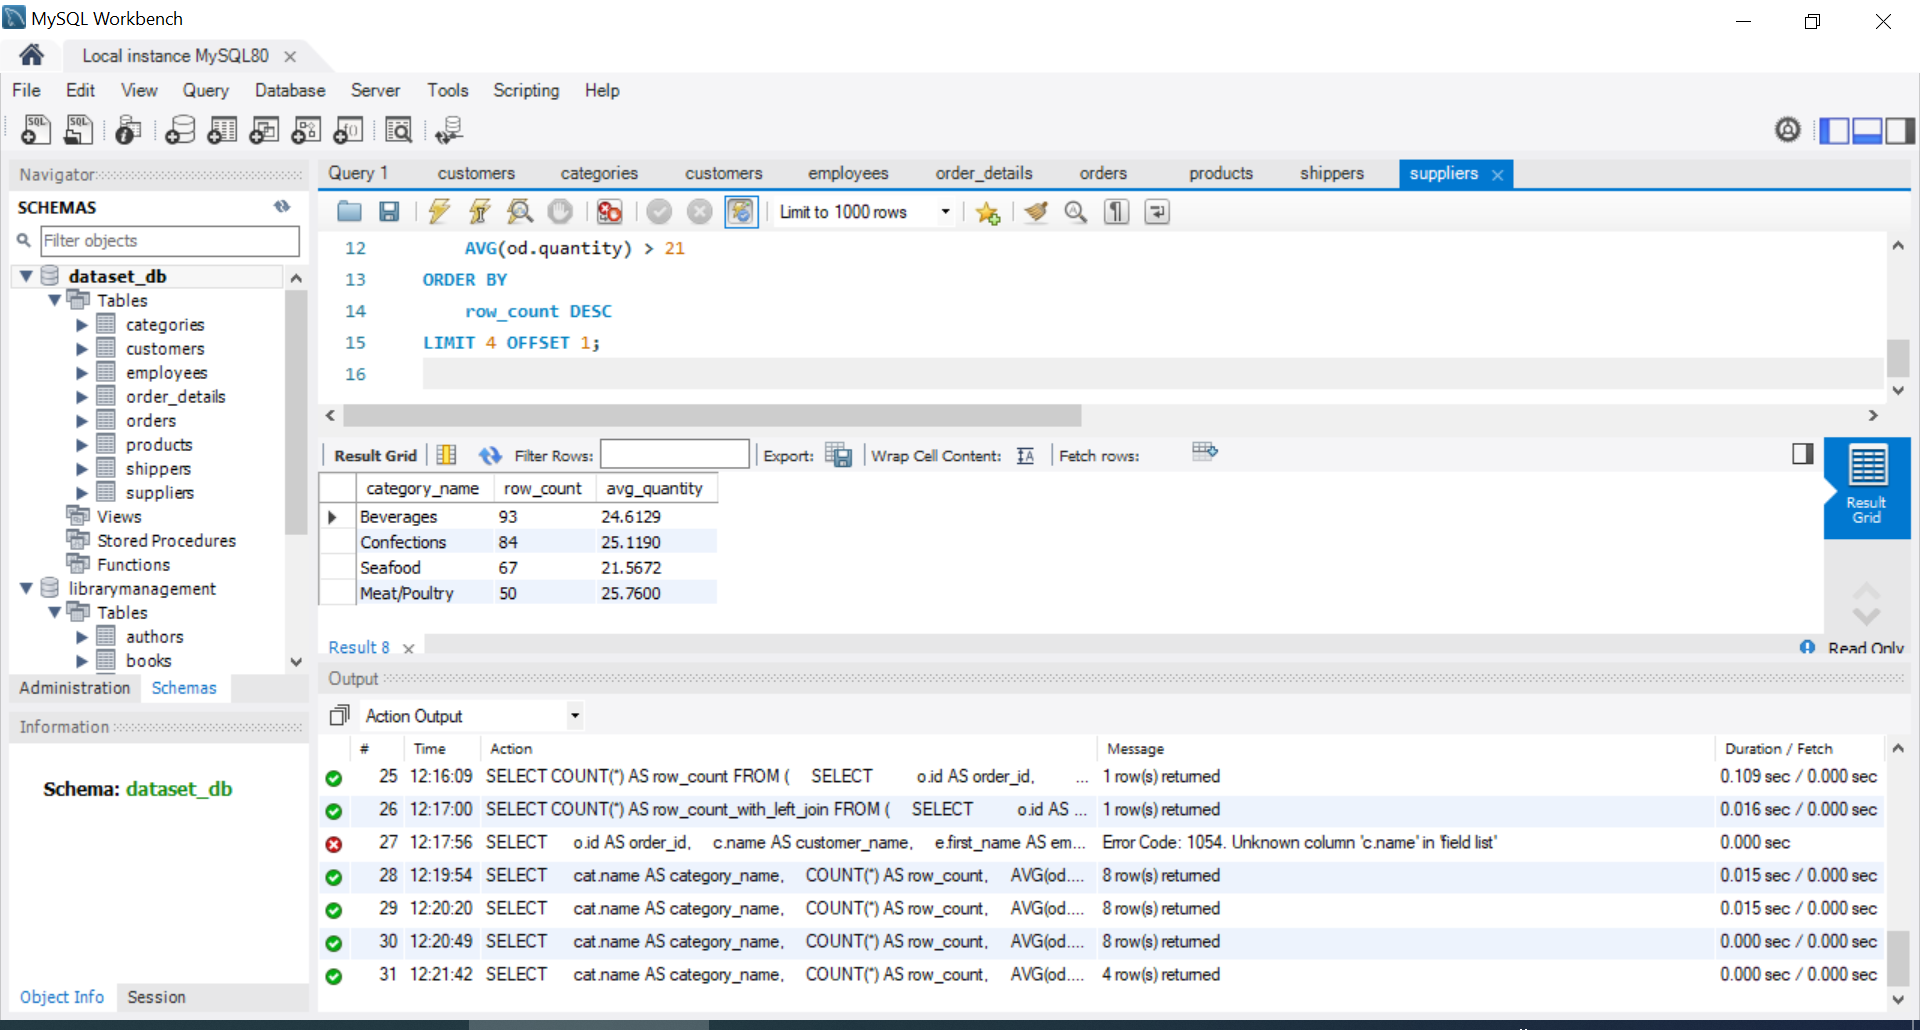 MySQL Workbench
Local instance MySQL80
File Edit View Query Database Server Tools Scripting Help
Navigator
SCHEMAS
Filter objects
dataset_db
Tables
categories
customers
employees
order_details
orders
products
shippers
suppliers
Views
Stored Procedures
Functions
librarymanagement
Tables
authors
books
Administration Schemas
Information
Schema: dataset_db
Object Info Session
Query 1 customers categories customers employees order_details orders products shippers suppliers
Limit to 1000 rows
12 AVG(od.quantity) > 21
13 ORDER BY
14 row_count DESC
15 LIMIT 4 OFFSET 1;
16
Result Grid Filter Rows: Export: Wrap Cell Content: Fetch rows:
category_name row_count avg_quantity
Beverages 93 24.6129
Confections 84 25.1190
Seafood 67 21.5672
Meat/Poultry 50 25.7600
Result
Grid
Result 8
Read Only
Output
Action Output
# Time Action Message Duration / Fetch
25 12:16:09 SELECT COUNT(*) AS row_count FROM ( SELECT o.id AS order_id, ... 1 row(s) returned 0.109 sec / 0.000 sec
26 12:17:00 SELECT COUNT(*) AS row_count_with_left_join FROM ( SELECT o.id AS ... 1 row(s) returned 0.016 sec / 0.000 sec
27 12:17:56 SELECT o.id AS order_id, c.name AS customer_name, e.first_name AS em... Error Code: 1054. Unknown column 'c.name' in 'field list' 0.000 sec
28 12:19:54 SELECT cat.name AS category_name, COUNT(*) AS row_count, AVG(od.... 8 row(s) returned 0.015 sec / 0.000 sec
29 12:20:20 SELECT cat.name AS category_name, COUNT(*) AS row_count, AVG(od.... 8 row(s) returned 0.015 sec / 0.000 sec
30 12:20:49 SELECT cat.name AS category_name, COUNT(*) AS row_count, AVG(od.... 8 row(s) returned 0.000 sec / 0.000 sec
31 12:21:42 SELECT cat.name AS category_name, COUNT(*) AS row_count, AVG(od.... 4 row(s) returned 0.000 sec / 0.000 sec